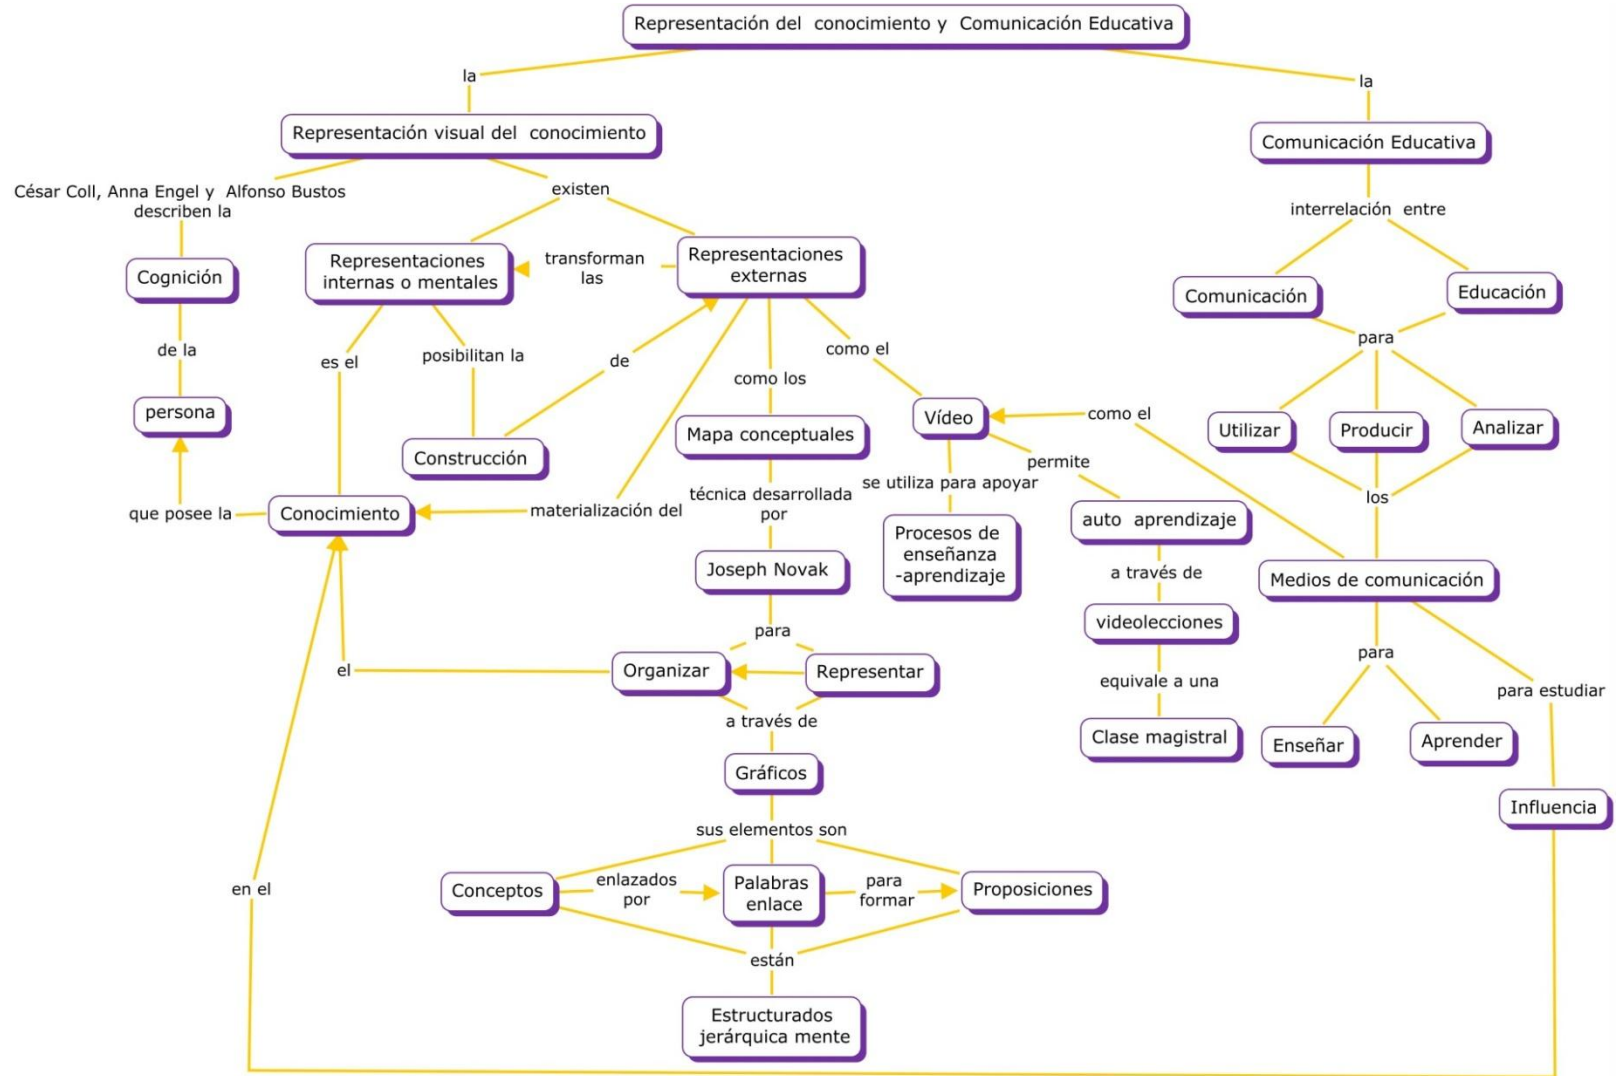 Representación del  conocimiento y  Comunicación Educativa
la
la
Representación visual del  conocimiento
Comunicación Educativa
César Coll, Anna Engel y  Alfonso Bustos
describen la
existen
interrelación  entre
Cognición
Representaciones
internas o mentales
transforman
las
Representaciones
externas
Comunicación
Educación
de la
es el
posibilitan la
de
como los
como el
para
persona
Construcción
Mapa conceptuales
Vídeo
como el
Utilizar
Producir
Analizar
que posee la
Conocimiento
materialización del
técnica desarrollada
por
se utiliza para apoyar
permite
los
Procesos de
enseñanza
-aprendizaje
auto  aprendizaje
Joseph Novak
a través de
Medios de comunicación
para
videolecciones
para
el
Organizar
Representar
equivale a una
para estudiar
a través de
Clase magistral
Enseñar
Aprender
Gráficos
Influencia
sus elementos son
en el
Conceptos
enlazados
por
Palabras
enlace
para
formar
Proposiciones
están
Estructurados
jerárquica mente